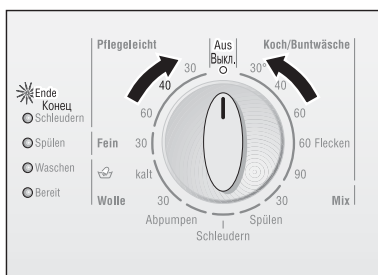 Pflegeleicht
Aus
Выкл.
Koch/Buntwäsche
30
30°
40
40
60
60
Ende
Конец
Schleudern
Spülen
Fein
30
60 Flecken
Waschen
kalt
90
Bereit
Wolle
30
30
Mix
Abpumpen
Spülen
Schleudern